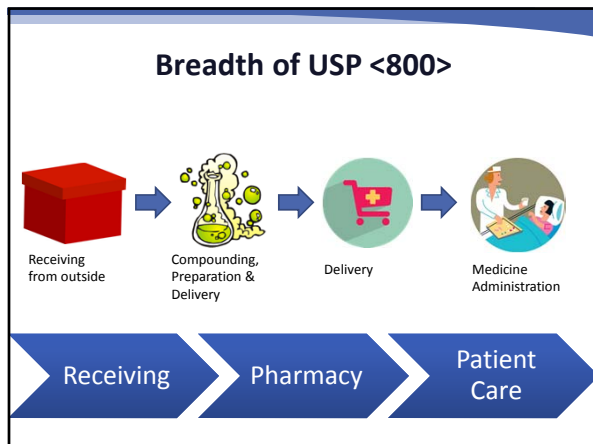 Breadth of USP <800>
Receiving
from outside
Compounding,
Preparation &
Delivery
Delivery
Medicine
Administration
Receiving
Pharmacy
Patient
Care